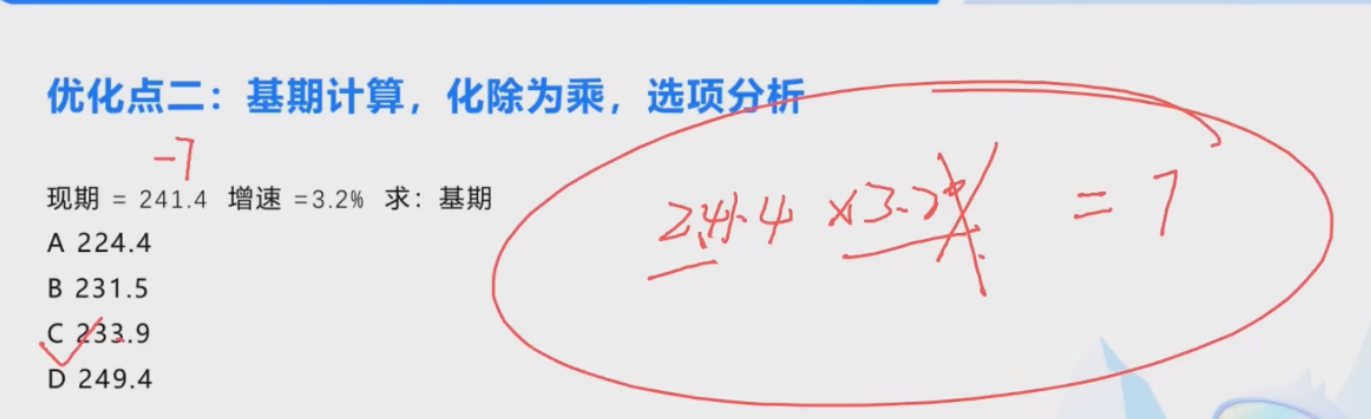 优化点二：基期计算，化除为乘，选项分析
-7
现期 = 241.4 增速 =3.2% 求：基期
A 224.4
B 231.5
C 233.9
D 249.4
241.4 ×3.2% = 7